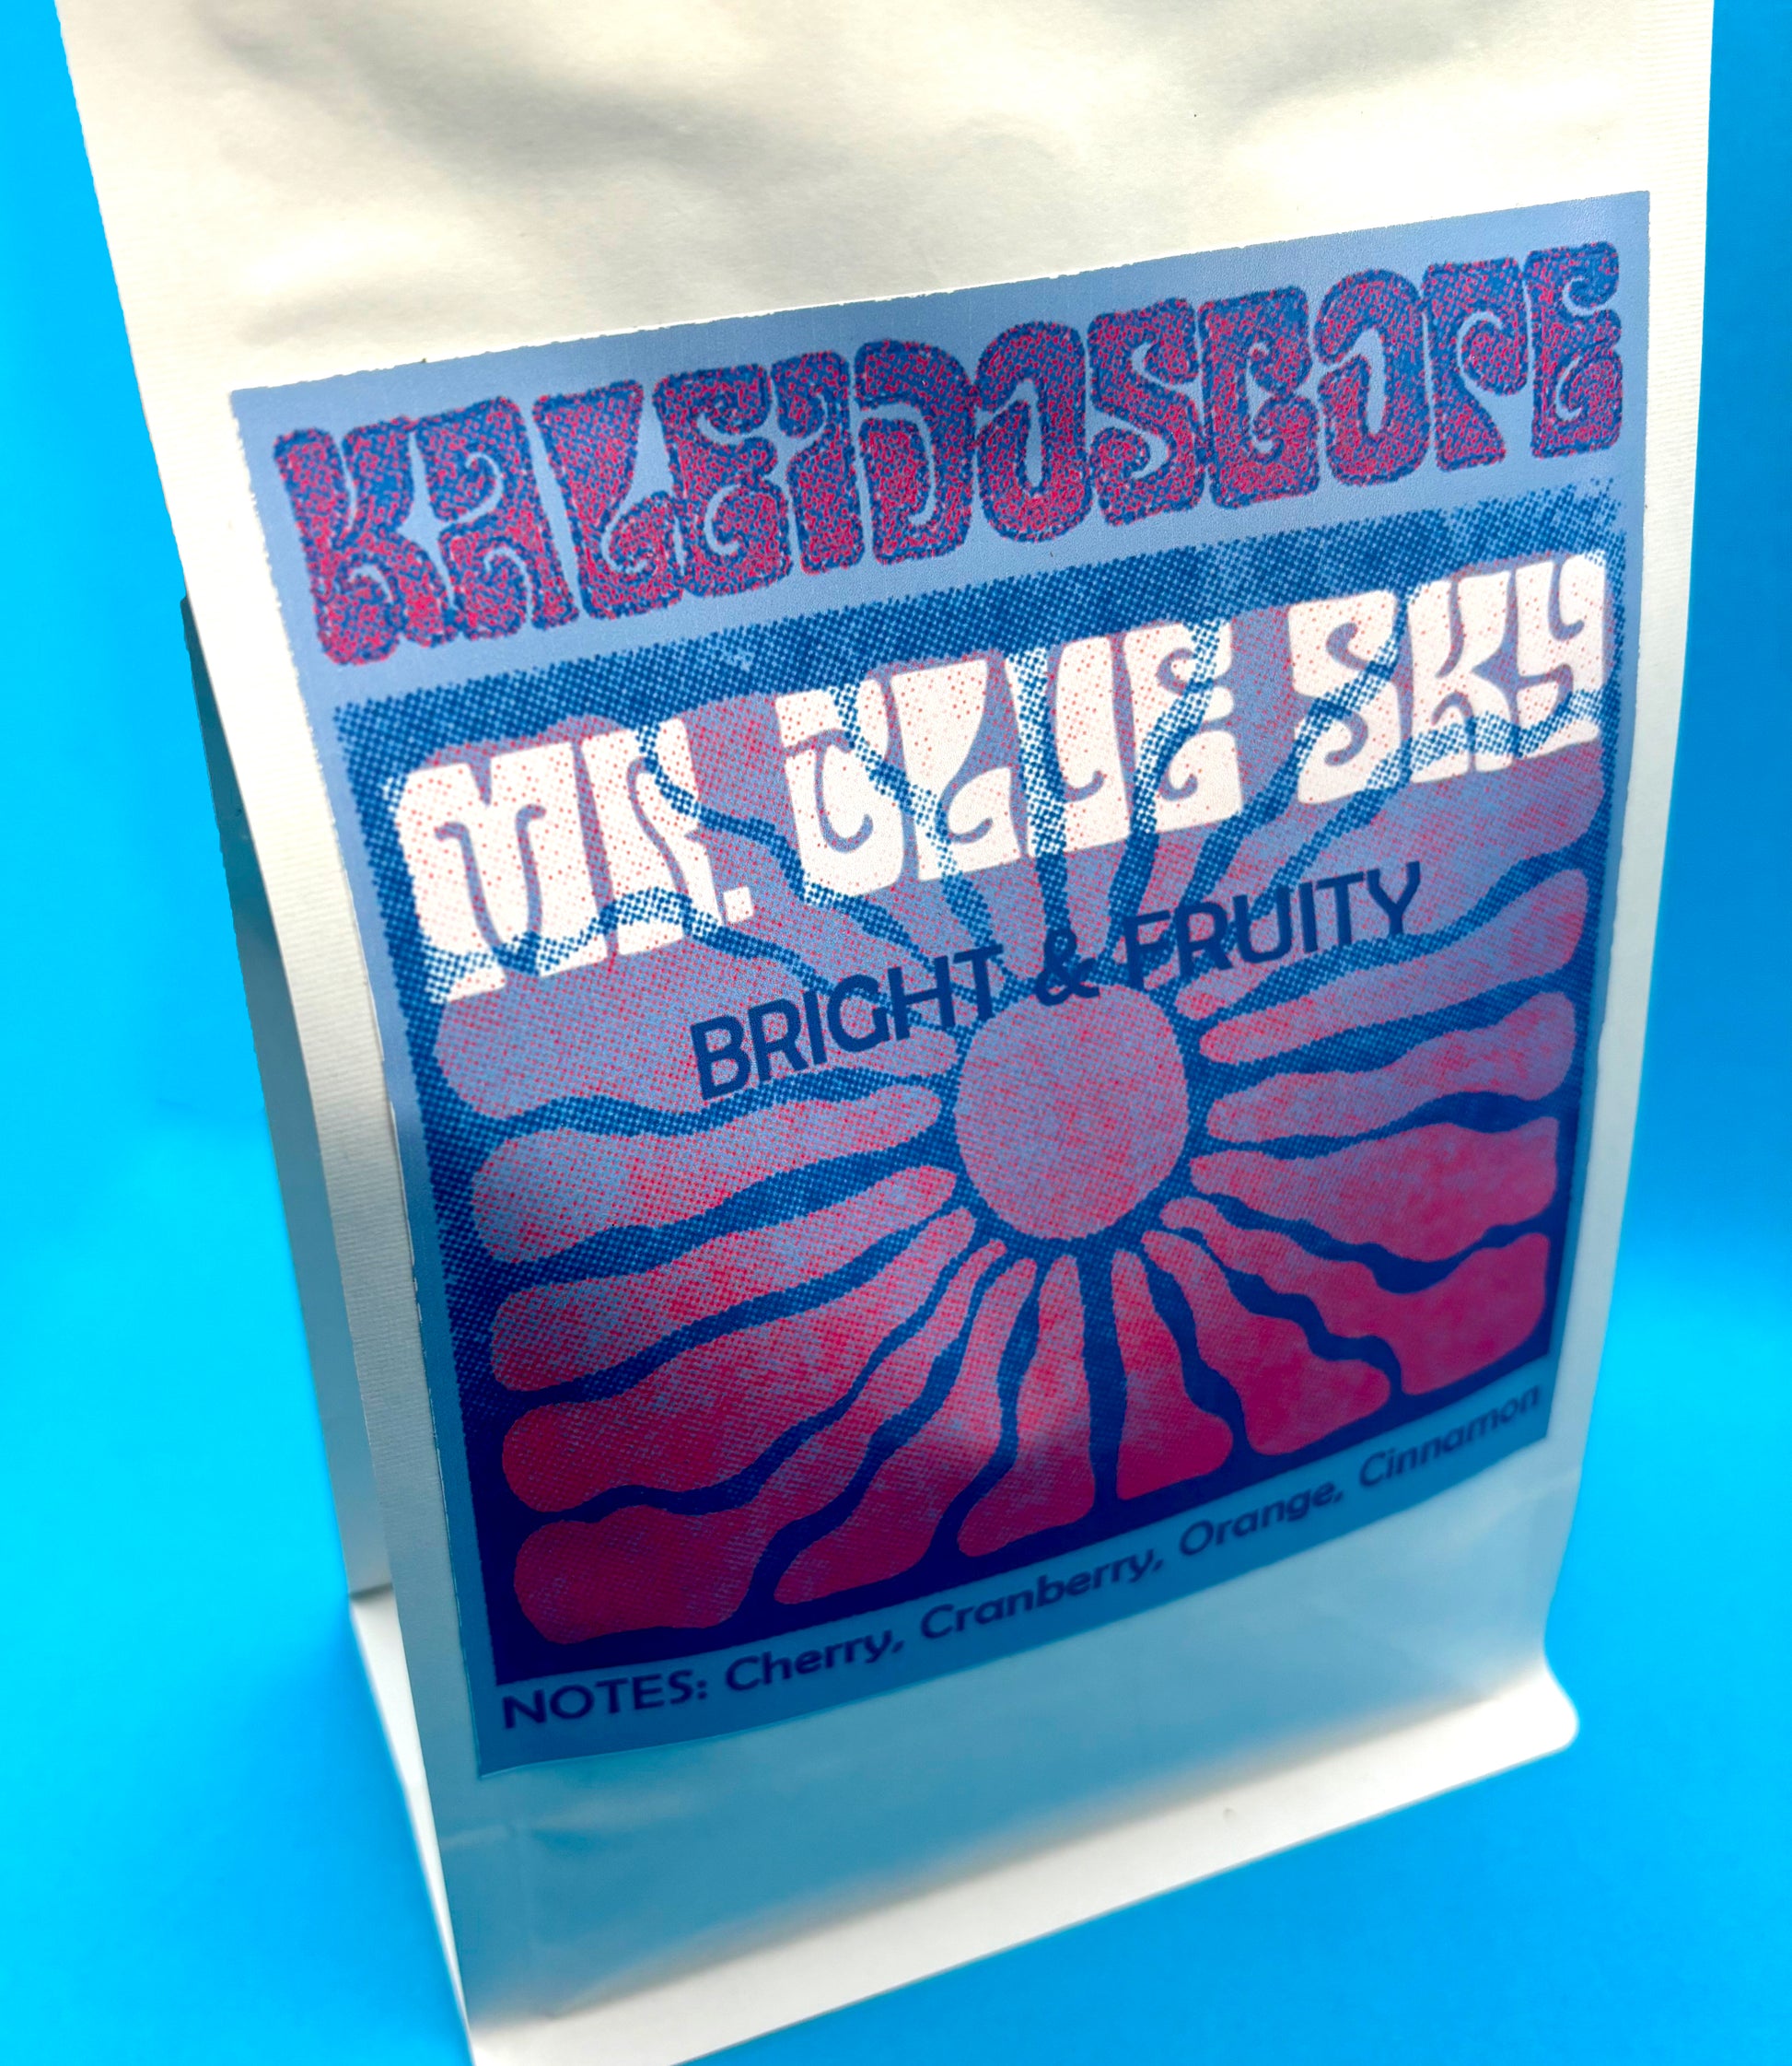 KALEIDOSCOPE
MR. BLUE SKY
BRIGHT & FRUITY
NOTES: Cherry, Cranberry, Orange, Cinnamon